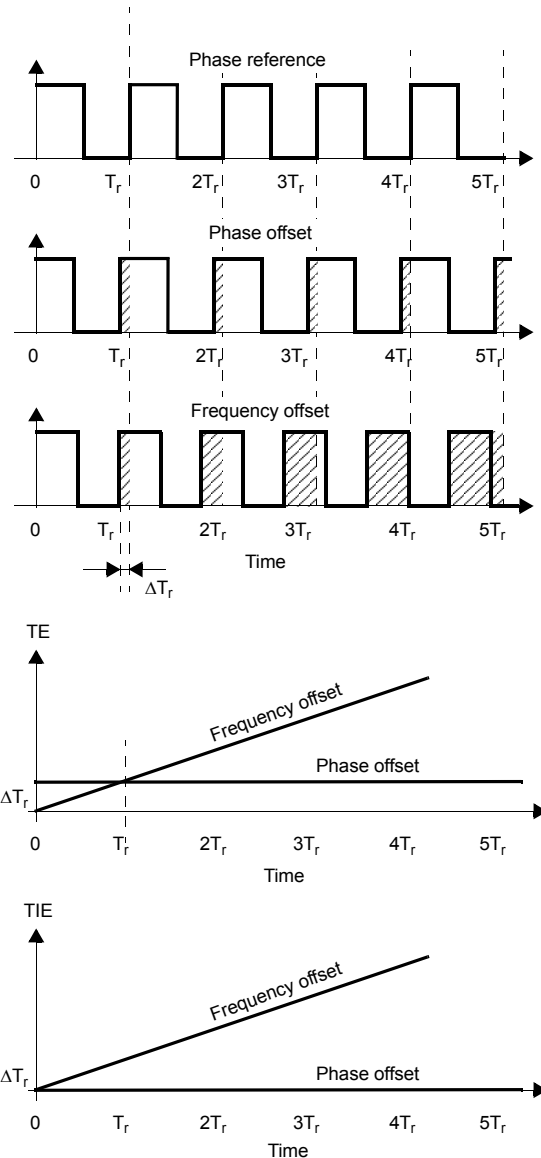 Phase reference
0 Tᵣ 2Tᵣ 3Tᵣ 4Tᵣ 5Tᵣ
Phase offset
0 Tᵣ 2Tᵣ 3Tᵣ 4Tᵣ 5Tᵣ
Frequency offset
0 Tᵣ 2Tᵣ 3Tᵣ 4Tᵣ 5Tᵣ
Time
ΔTᵣ
TE
Frequency offset
Phase offset
ΔTᵣ
0 Tᵣ 2Tᵣ 3Tᵣ 4Tᵣ 5Tᵣ
Time
TIE
Frequency offset
Phase offset
ΔTᵣ
0 Tᵣ 2Tᵣ 3Tᵣ 4Tᵣ 5Tᵣ
Time